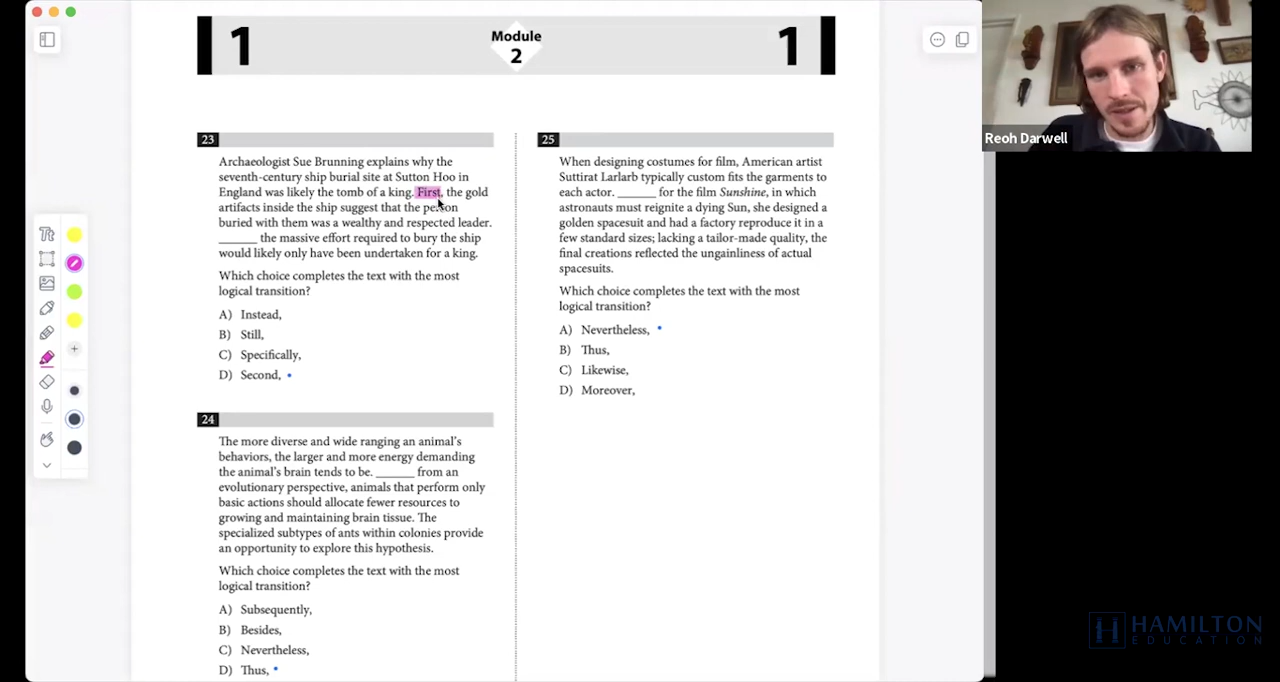 1
Module
2
1
23
Archaeologist Sue Brunning explains why the
seventh-century ship burial site at Sutton Hoo in
England was likely the tomb of a king. First, the gold
artifacts inside the ship suggest that the person
buried with them was a wealthy and respected leader.
______ the massive effort required to bury the ship
would likely only have been undertaken for a king.
Which choice completes the text with the most
logical transition?
A) Instead,
B) Still,
C) Specifically,
D) Second,
24
The more diverse and wide ranging an animal's
behaviors, the larger and more energy demanding
the animal's brain tends to be. ______ from an
evolutionary perspective, animals that perform only
basic actions should allocate fewer resources to
growing and maintaining brain tissue. The
specialized subtypes of ants within colonies provide
an opportunity to explore this hypothesis.
Which choice completes the text with the most
logical transition?
A) Subsequently,
B) Besides,
C) Nevertheless,
D) Thus,
25
When designing costumes for film, American artist
Suttirat Larlarb typically custom fits the garments to
each actor. ______ for the film Sunshine, in which
astronauts must reignite a dying Sun, she designed a
golden spacesuit and had a factory reproduce it in a
few standard sizes; lacking a tailor-made quality, the
final creations reflected the ungainliness of actual
spacesuits.
Which choice completes the text with the most
logical transition?
A) Nevertheless,
B) Thus,
C) Likewise,
D) Moreover,
Reoh Darwell
HAMILTON
EDUCATION
Tt